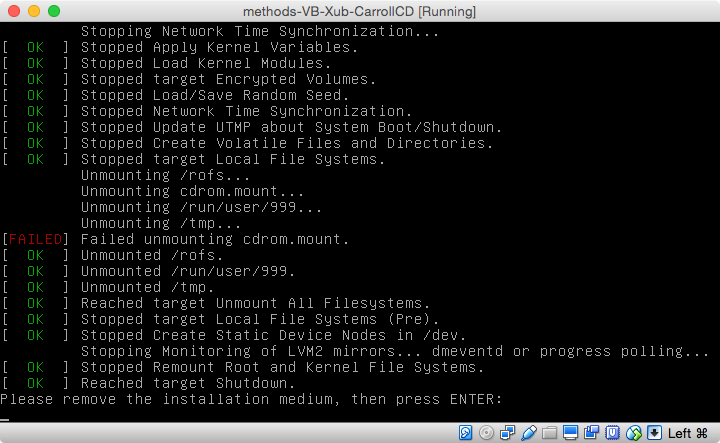 methods-VB-Xub-CarrollCD [Running]
Stopping Network Time Synchronization...
[  OK  ] Stopped Apply Kernel Variables.
[  OK  ] Stopped Load Kernel Modules.
[  OK  ] Stopped target Encrypted Volumes.
[  OK  ] Stopped Load/Save Random Seed.
[  OK  ] Stopped Network Time Synchronization.
[  OK  ] Stopped Update UTMP about System Boot/Shutdown.
[  OK  ] Stopped Create Volatile Files and Directories.
[  OK  ] Stopped target Local File Systems.
Unmounting /rofs...
Unmounting cdrom.mount...
Unmounting /run/user/999...
Unmounting /tmp...
[FAILED] Failed unmounting cdrom.mount.
[  OK  ] Unmounted /rofs.
[  OK  ] Unmounted /run/user/999.
[  OK  ] Unmounted /tmp.
[  OK  ] Reached target Unmount All Filesystems.
[  OK  ] Stopped target Local File Systems (Pre).
[  OK  ] Stopped Create Static Device Nodes in /dev.
Stopping Monitoring of LVM2 mirrors... dmeventd or progress polling...
[  OK  ] Stopped Remount Root and Kernel File Systems.
[  OK  ] Reached target Shutdown.
Please remove the installation medium, then press ENTER:
Left ⌘